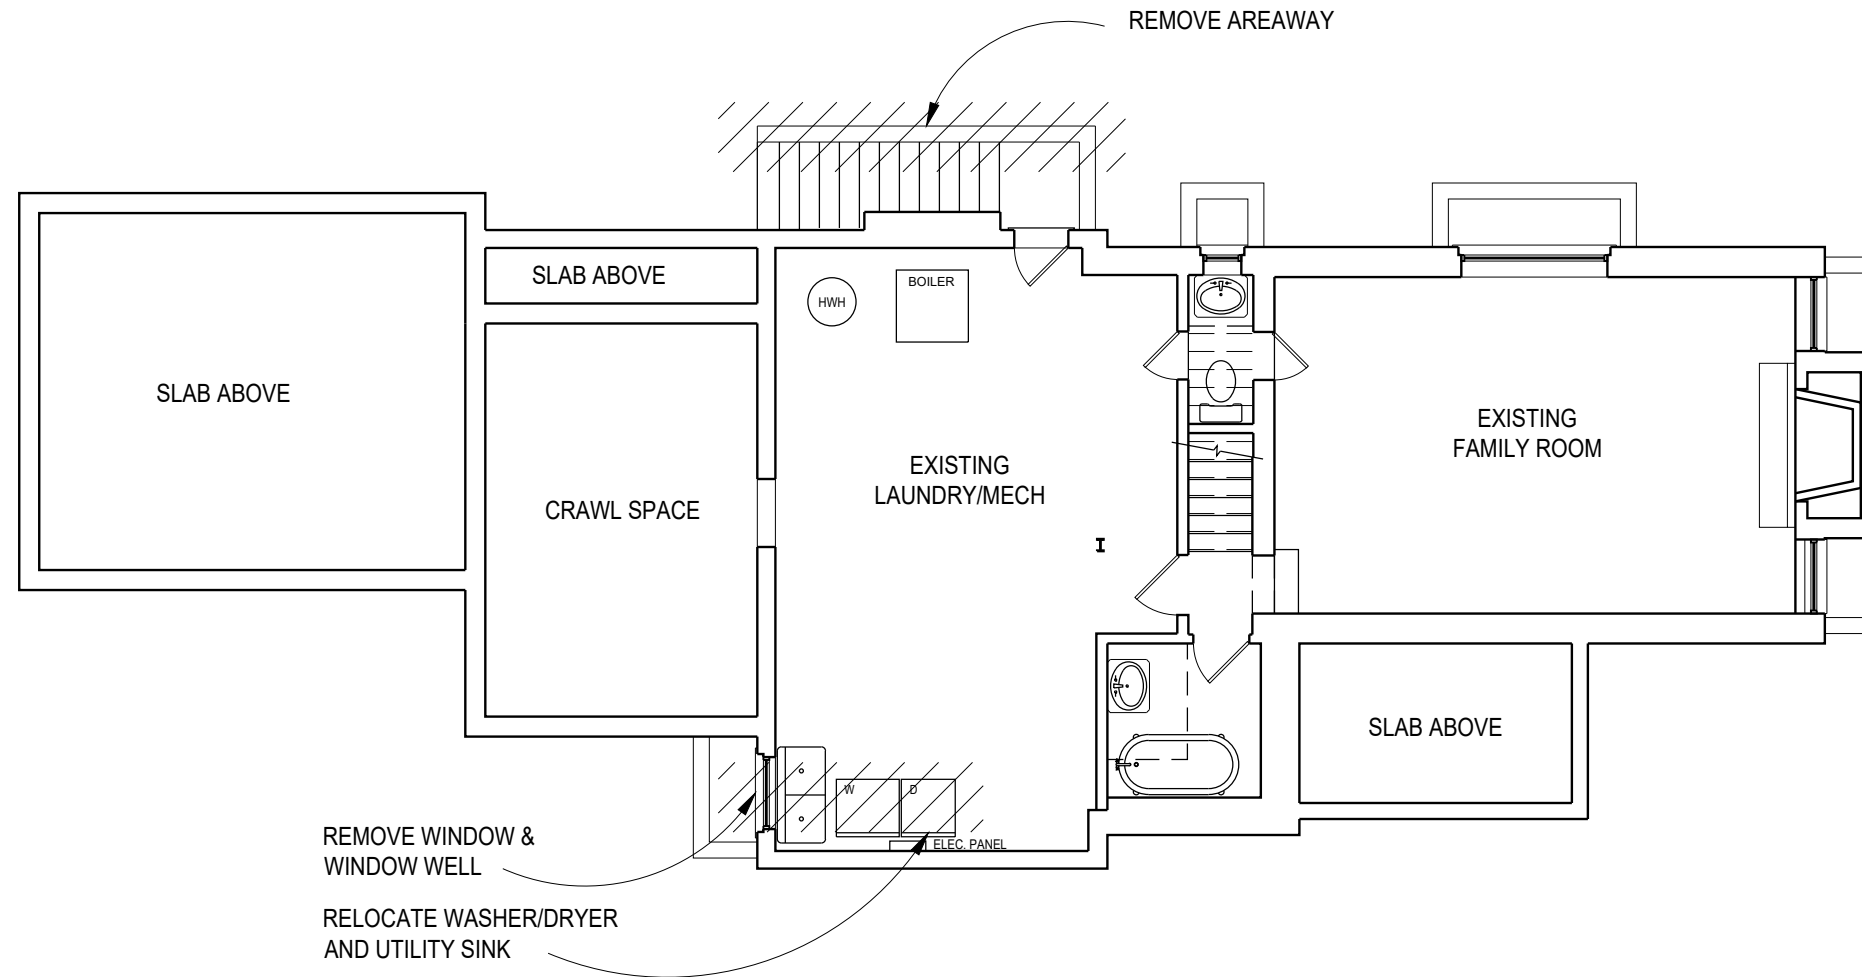 REMOVE AREAWAY
SLAB ABOVE
BOILER
HWH
SLAB ABOVE
EXISTING
FAMILY ROOM
EXISTING
LAUNDRY/MECH
CRAWL SPACE
SLAB ABOVE
W
D
REMOVE WINDOW &
WINDOW WELL
ELEC. PANEL
RELOCATE WASHER/DRYER
AND UTILITY SINK